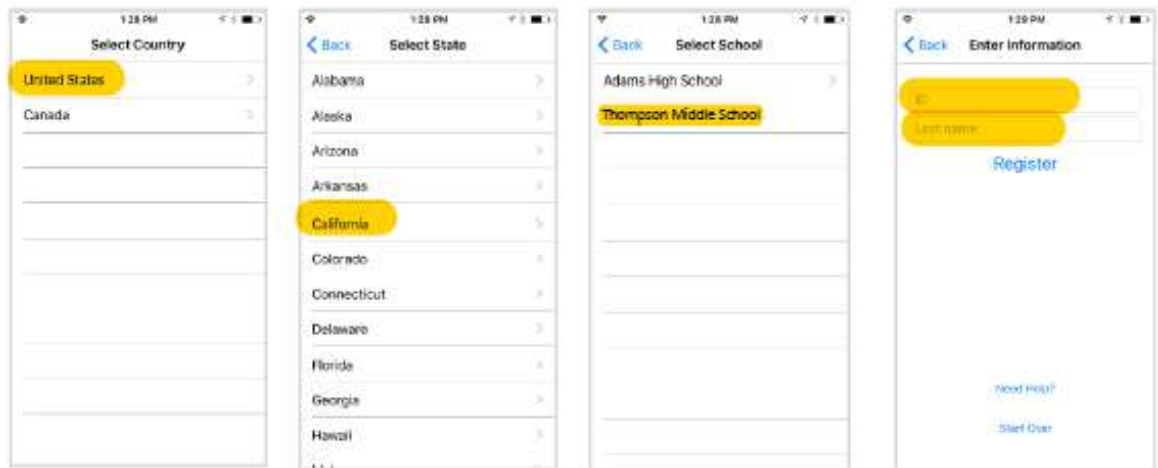 1:28 PM
Select Country
United States
Canada
1:28 PM
Back
Select State
Alabama
Alaska
Arizona
Arkansas
California
Colorado
Connecticut
Delaware
Florida
Georgia
Hawaii
1:28 PM
Back
Select School
Adams High School
Thompson Middle School
1:29 PM
Back
Enter Information
ID
Last name
Register
Need Help?
Start Over